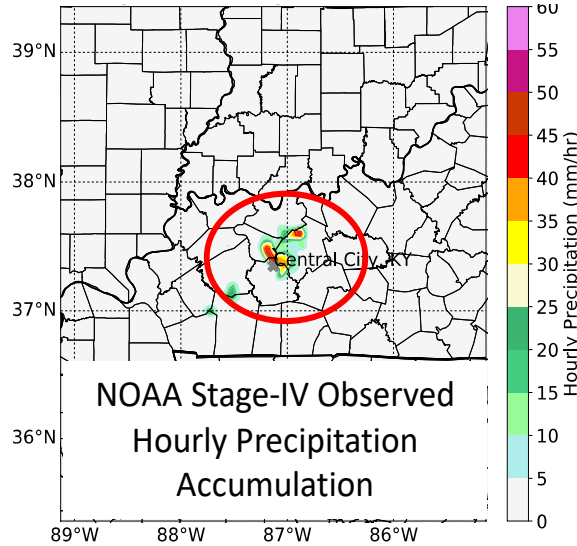 39°N
38°N
37°N
36°N
89°W
88°W
87°W
86°W
Central City, KY
NOAA Stage-IV Observed
Hourly Precipitation
Accumulation
60
55
50
45
40
35
30
25
20
15
10
5
0
Hourly Precipitation (mm/hr)